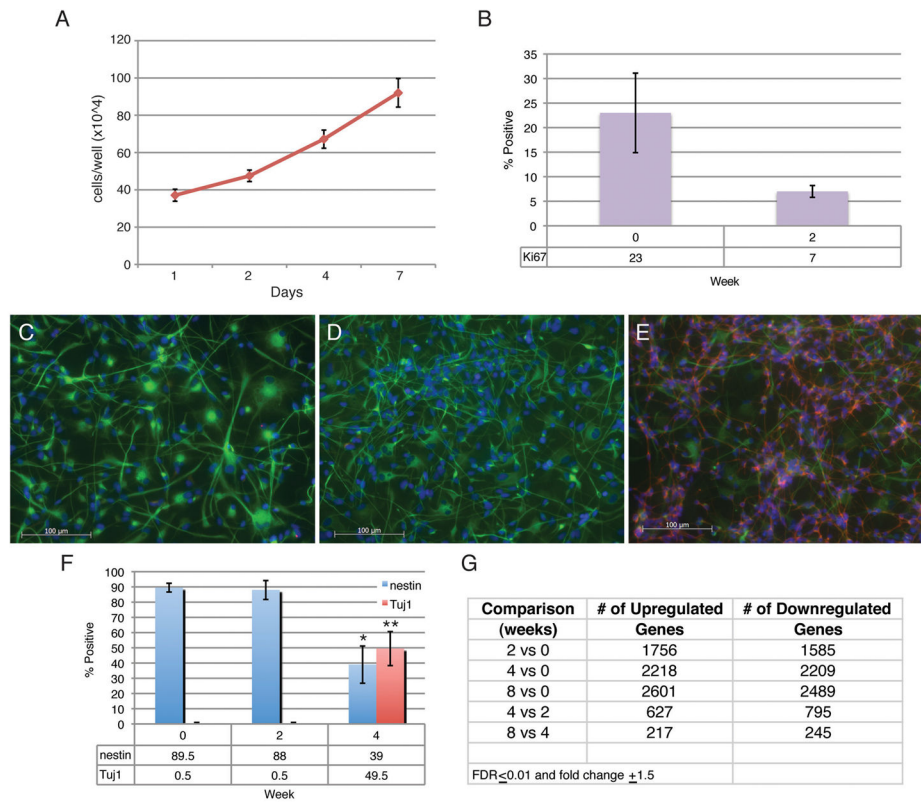 A
120
100
80
60
40
20
0
cells/well (x10^4)
1 2 4 7
Days
B
35
30
25
20
15
10
5
0
% Positive
0 2
Ki67 23 7
Week
C
100 µm
D
100 µm
E
100 µm
F
90
80
70
60
50
40
30
20
10
0
% Positive
nestin
Tuj1
* **
0 2 4
nestin 89.5 88 39
Tuj1 0.5 0.5 49.5
Week
G
Comparison # of Upregulated # of Downregulated
(weeks) Genes Genes
2 vs 0 1756 1585
4 vs 0 2218 2209
8 vs 0 2601 2489
4 vs 2 627 795
8 vs 4 217 245
FDR≤0.01 and fold change ±1.5